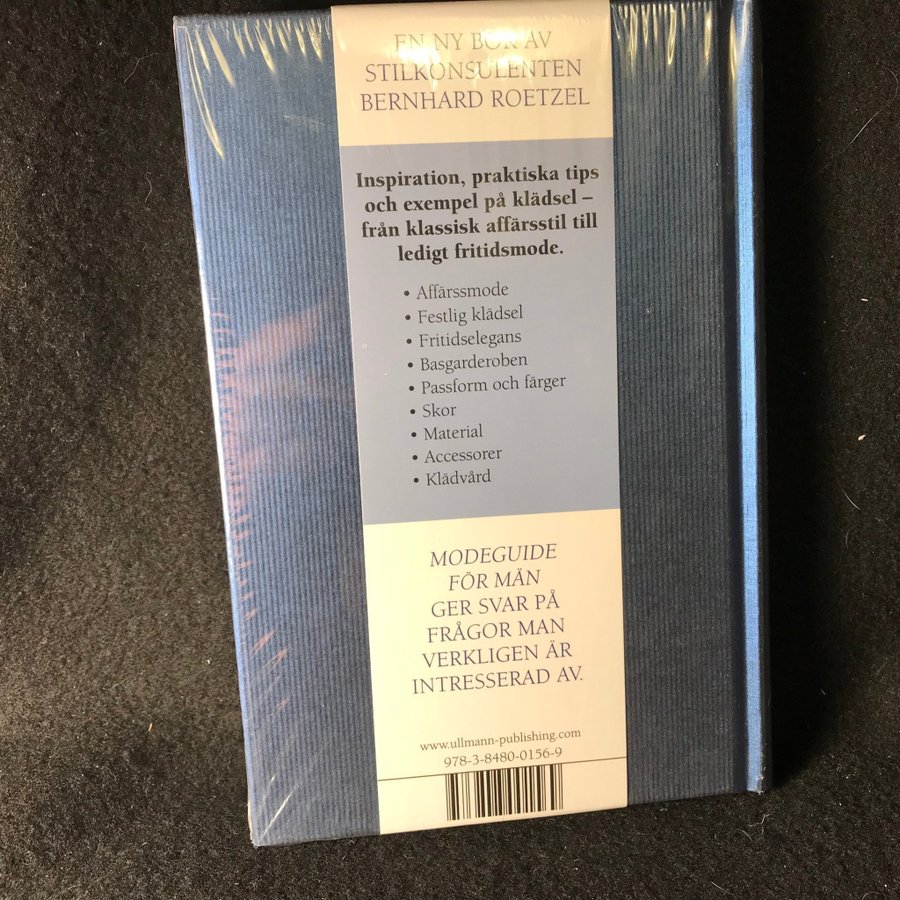 EN NY BOK AV
STILKONSULENTEN
BERNHARD ROETZEL
Inspiration, praktiska tips
och exempel på klädsel –
från klassisk affärsstil till
ledigt fritidsmode.
• Affärssmode
• Festlig klädsel
• Fritidselegans
• Basgarderoben
• Passform och färger
• Skor
• Material
• Accessorer
• Klädvård
MODEGUIDE
FÖR MÄN
GER SVAR PÅ
FRÅGOR MAN
VERKLIGEN ÄR
INTRESSERAD AV.
www.ullmann-publishing.com
978-3-8480-0156-9